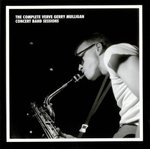 THE COMPLETE VERVE GERRY MULLIGAN
CONCERT BAND SESSIONS